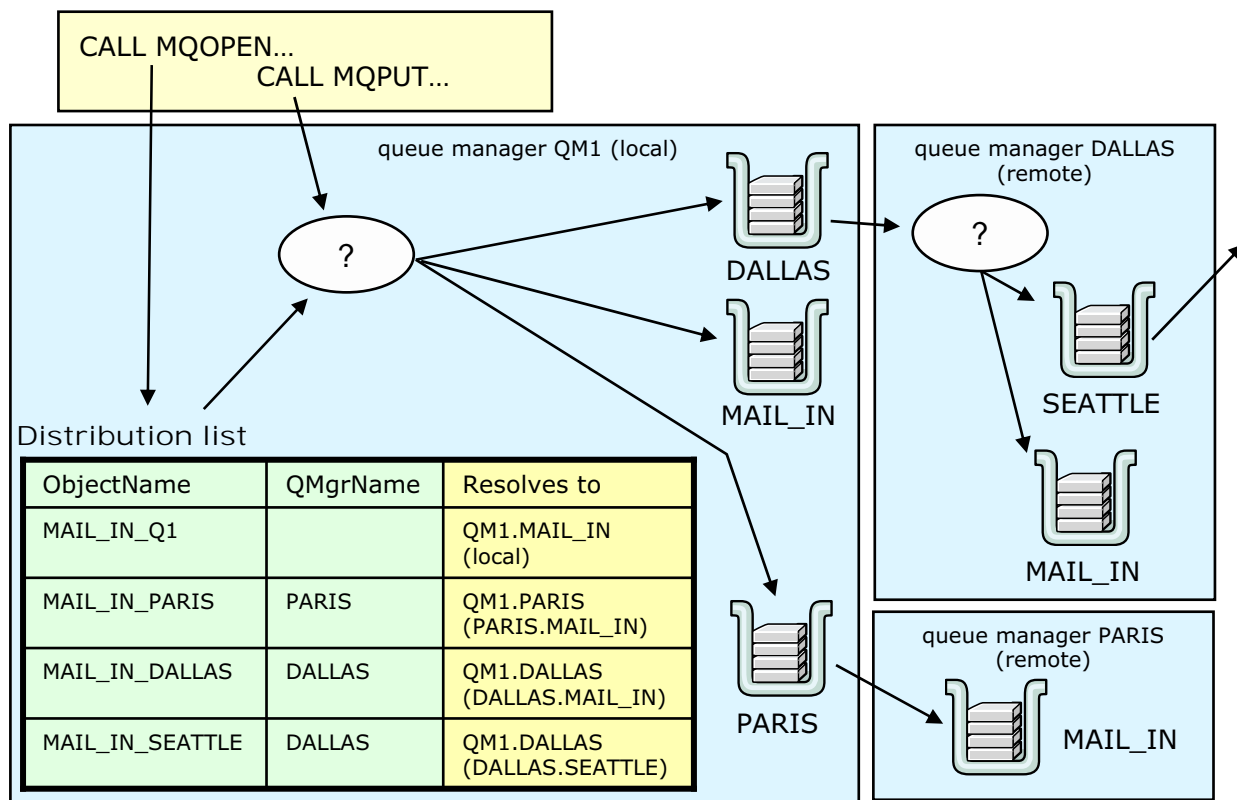 CALL MQOPEN…
CALL MQPUT…
queue manager QM1 (local)
?
DALLAS
MAIL_IN
PARIS
Distribution list
ObjectName QMgrName Resolves to
MAIL_IN_Q1 QM1.MAIL_IN
(local)
MAIL_IN_PARIS PARIS QM1.PARIS
(PARIS.MAIL_IN)
MAIL_IN_DALLAS DALLAS QM1.DALLAS
(DALLAS.MAIL_IN)
MAIL_IN_SEATTLE DALLAS QM1.DALLAS
(DALLAS.SEATTLE)
queue manager DALLAS
(remote)
?
SEATTLE
MAIL_IN
queue manager PARIS
(remote)
MAIL_IN